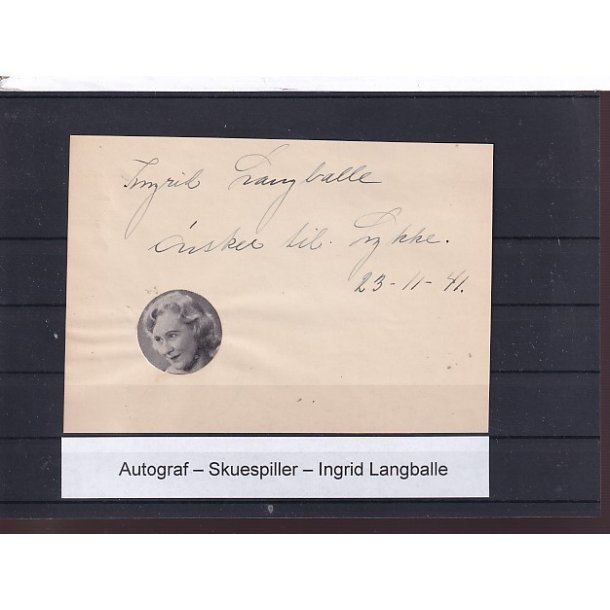 Ingrid Langballe
ønsker til Lykke.
23-11-41.
Autograf – Skuespiller – Ingrid Langballe